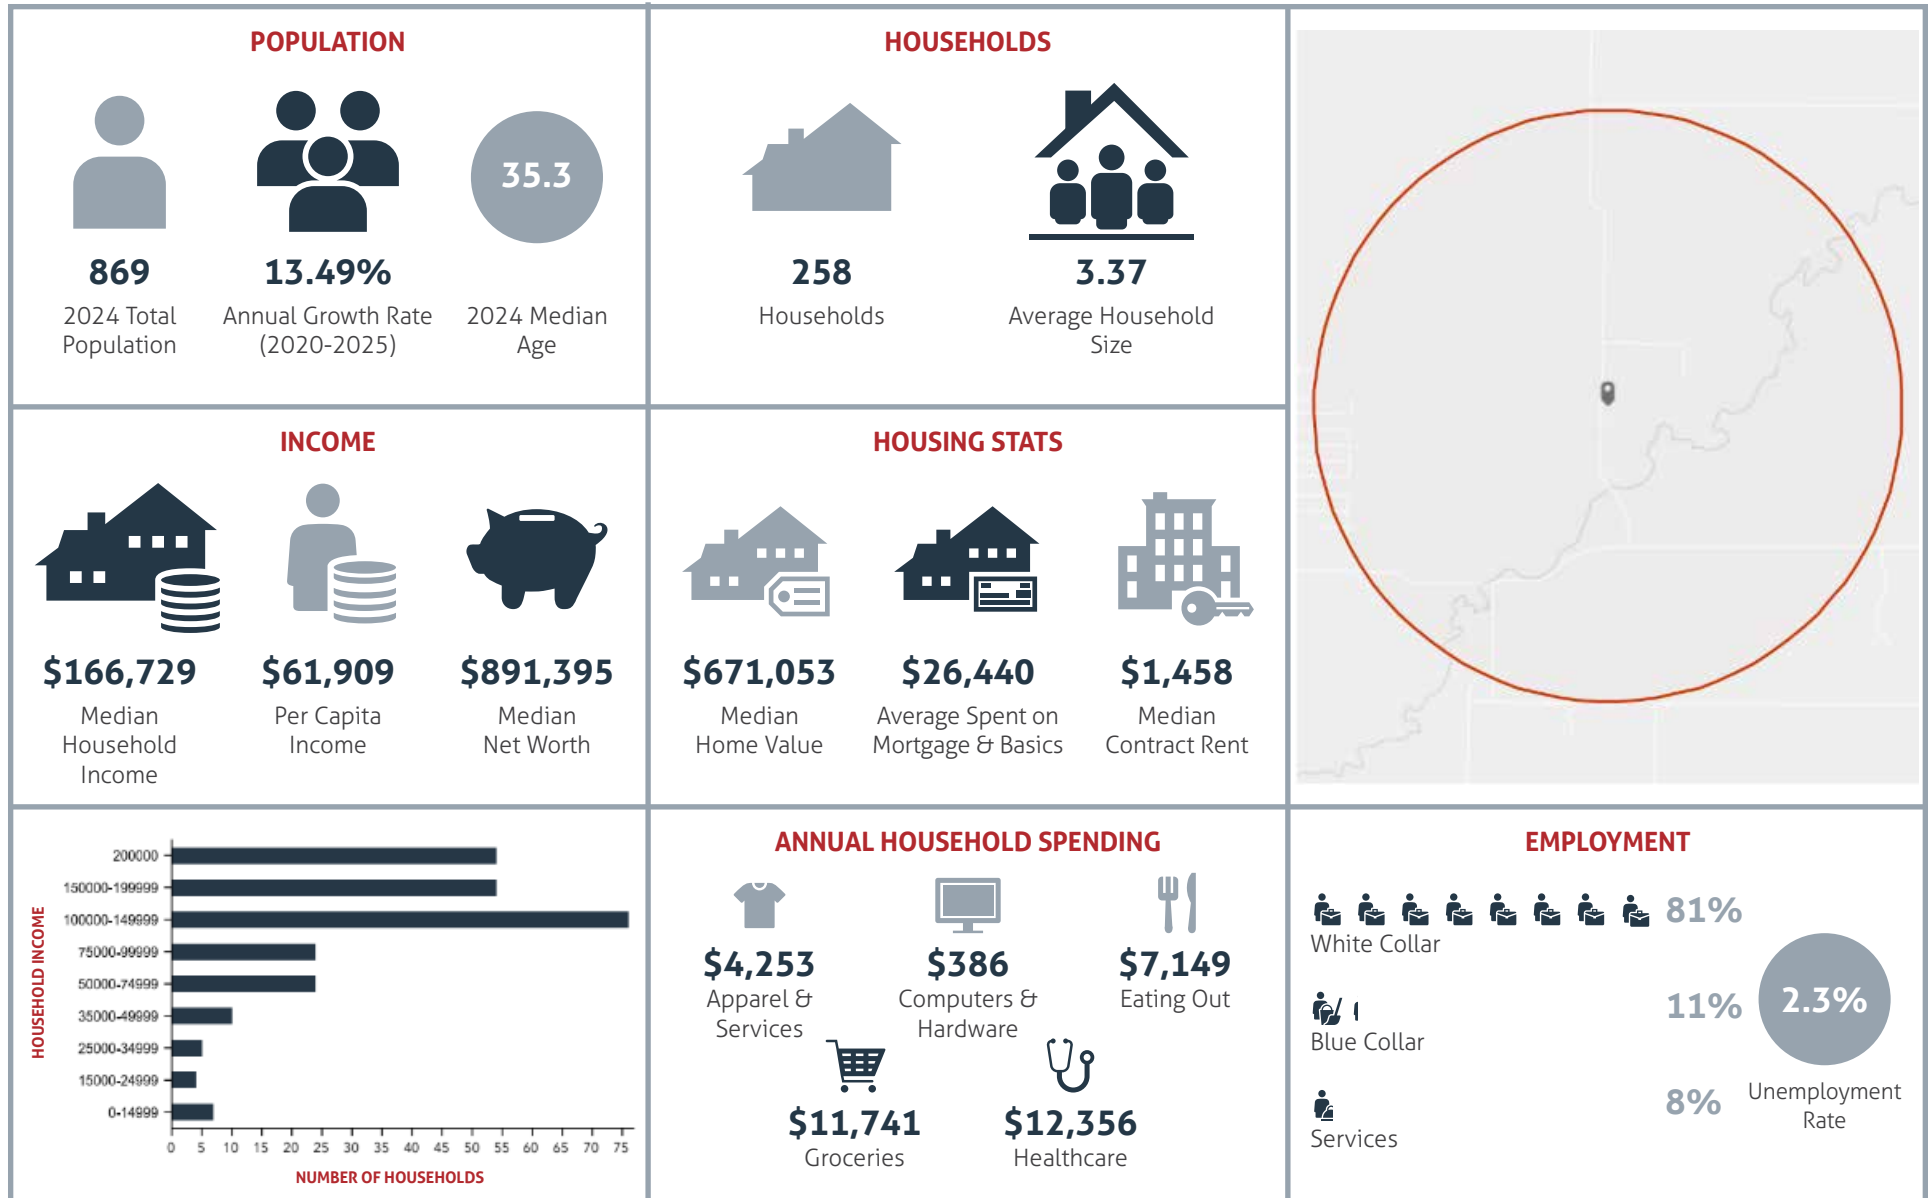 POPULATION
35.3
869
13.49%
2024 Total
Population
Annual Growth Rate
(2020-2025)
2024 Median
Age
HOUSEHOLDS
258
3.37
Households
Average Household
Size
INCOME
$166,729
$61,909
$891,395
Median
Household
Income
Per Capita
Income
Median
Net Worth
HOUSING STATS
$671,053
$26,440
$1,458
Median
Home Value
Average Spent on
Mortgage & Basics
Median
Contract Rent
HOUSEHOLD INCOME
200000
150000-199999
100000-149999
75000-99999
50000-74999
35000-49999
25000-34999
15000-24999
0-14999
0 5 10 15 20 25 30 35 40 45 50 55 60 65 70 75
NUMBER OF HOUSEHOLDS
ANNUAL HOUSEHOLD SPENDING
$4,253
$386
$7,149
Apparel &
Services
Computers &
Hardware
Eating Out
$11,741
$12,356
Groceries
Healthcare
EMPLOYMENT
81%
White Collar
11%
Blue Collar
8%
Services
2.3%
Unemployment
Rate